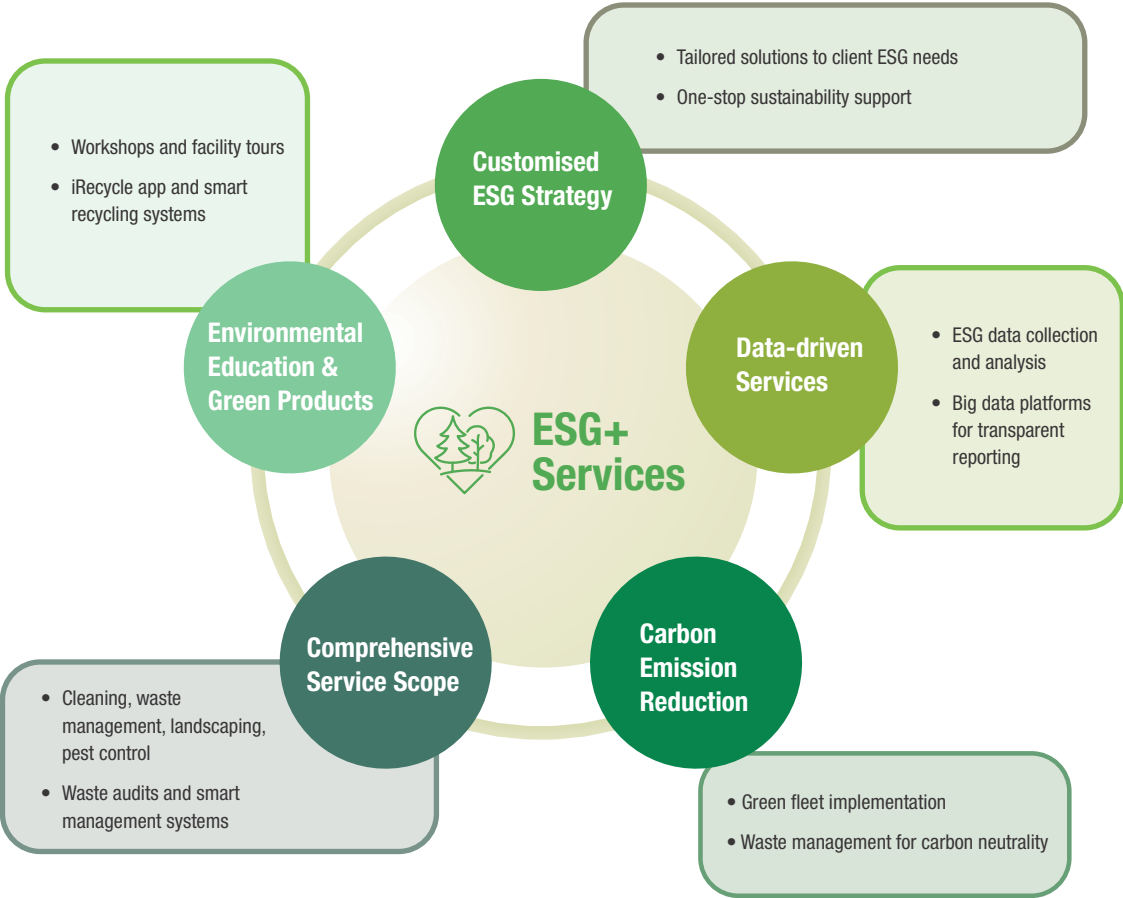 • Tailored solutions to client ESG needs
• One-stop sustainability support
Customised
ESG Strategy
• ESG data collection
and analysis
• Big data platforms
for transparent
reporting
Data-driven
Services
Carbon
Emission
Reduction
• Green fleet implementation
• Waste management for carbon neutrality
Comprehensive
Service Scope
• Cleaning, waste
management, landscaping,
pest control
• Waste audits and smart
management systems
• Workshops and facility tours
• iRecycle app and smart
recycling systems
Environmental
Education &
Green Products
ESG+
Services